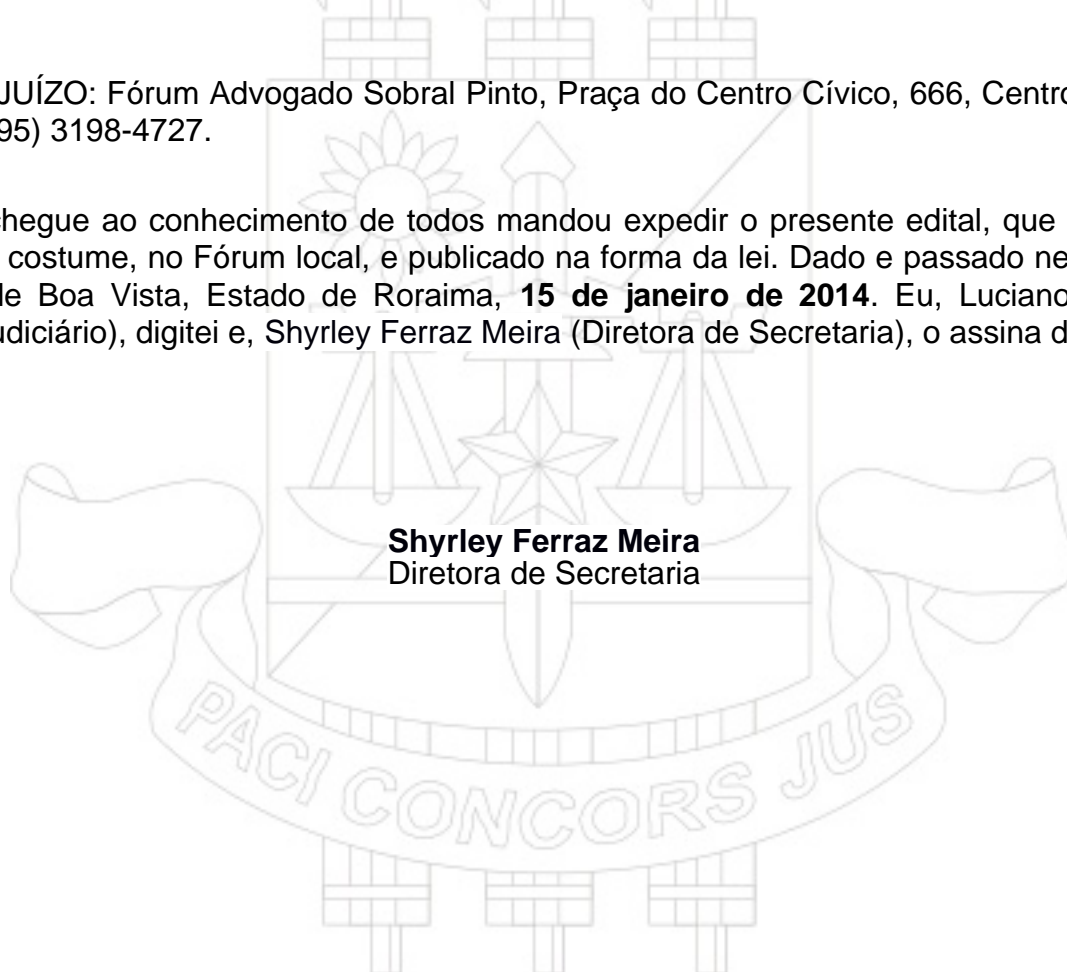 JUÍZO: Fórum Advogado Sobral Pinto, Praça do Centro Cívico, 666, Centro
95) 3198-4727.
chegue ao conhecimento de todos mandou expedir o presente edital, que
costume, no Fórum local, e publicado na forma da lei. Dado e passado ne
de Boa Vista, Estado de Roraima, 15 de janeiro de 2014. Eu, Luciano
udiciário), digitei e, Shyrley Ferraz Meira (Diretora de Secretaria), o assina d
Shyrley Ferraz Meira
Diretora de Secretaria
PACI CONCORS JUS